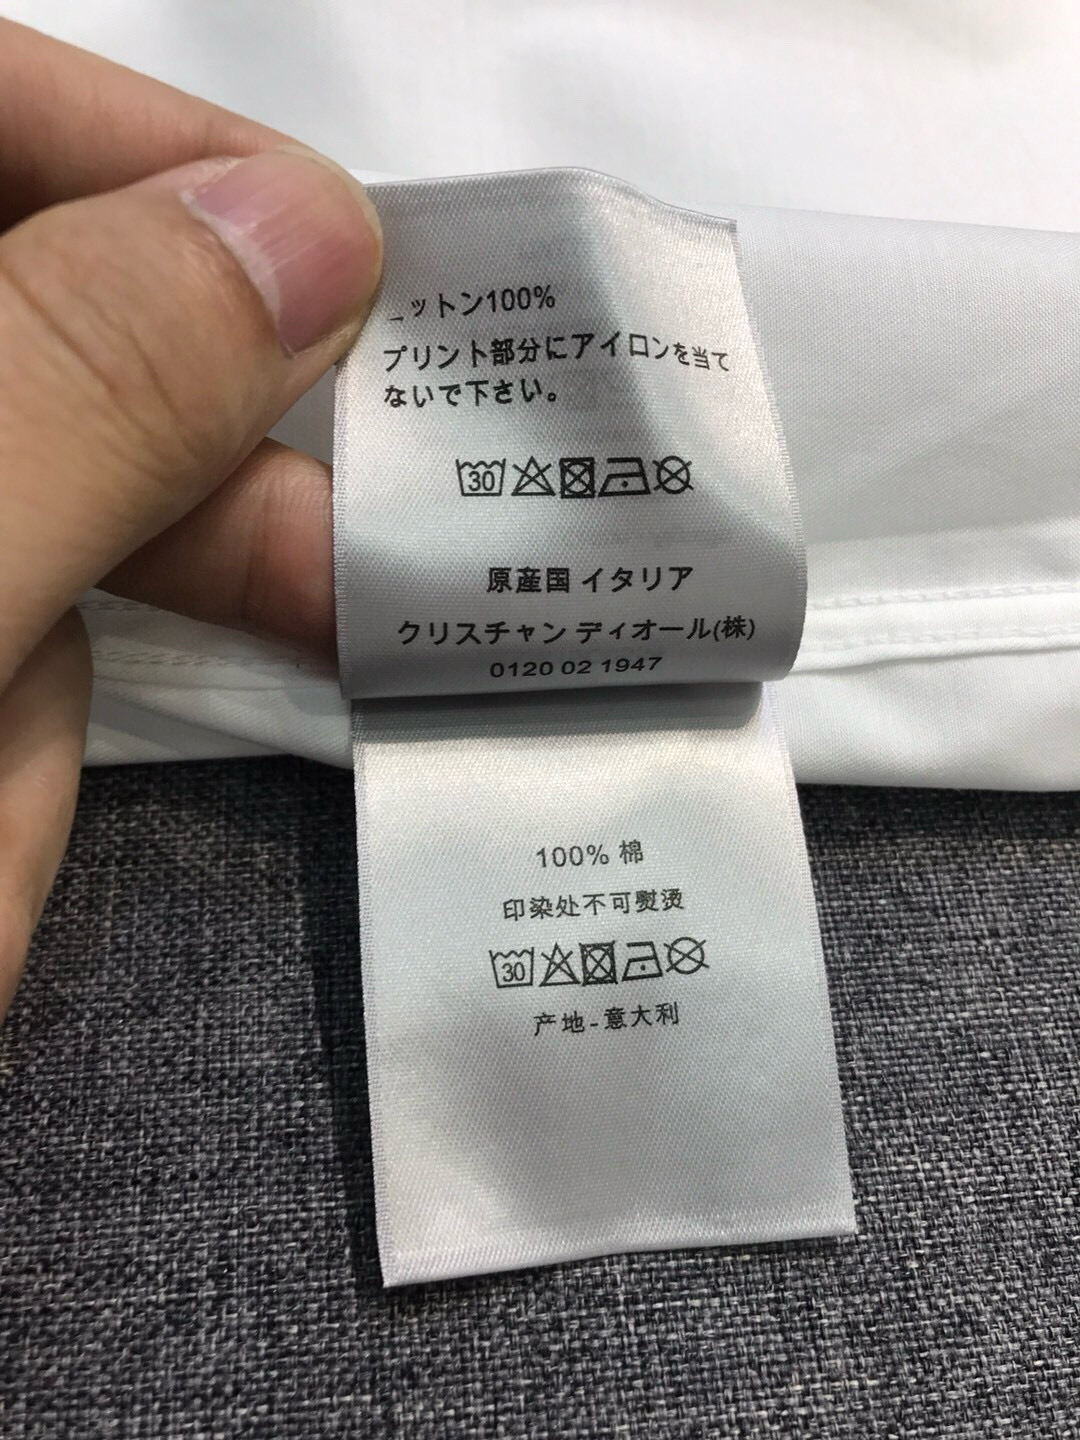 ットン100%
プリント部分にアイロンを当て
ないで下さい。
30
原産国 イタリア
クリスチャン ディオール(株)
0120 02 1947
100% 棉
印染处不可熨烫
30
产地-意大利